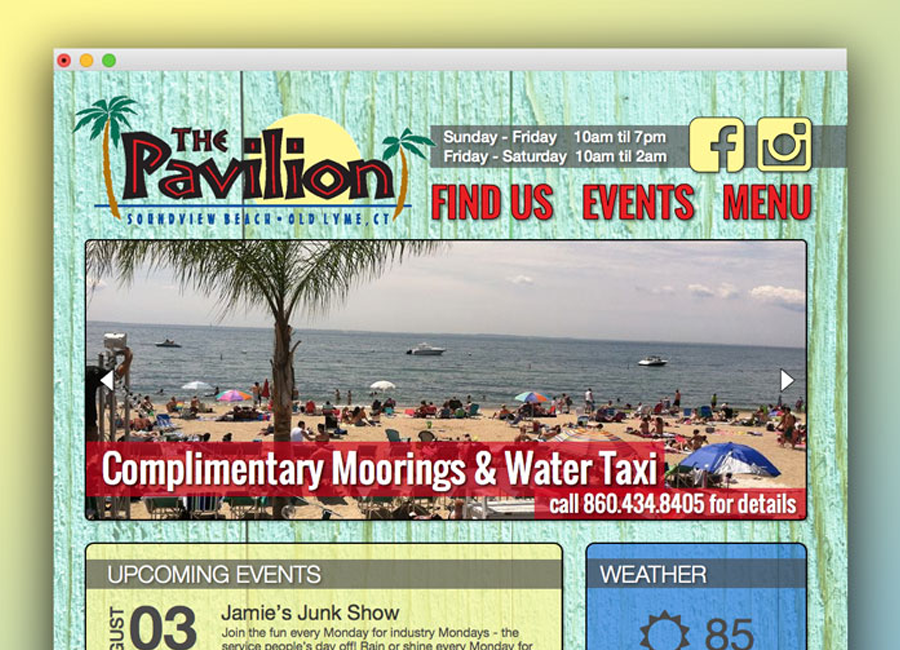 THE
Pavilion
SOUNDVIEW BEACH • OLD LYME, CT
Sunday - Friday 10am til 7pm
Friday - Saturday 10am til 2am
FIND US EVENTS MENU
Complimentary Moorings & Water Taxi
call 860.434.8405 for details
UPCOMING EVENTS
WEATHER
03
Jamie's Junk Show
Join the fun every Monday for industry Mondays - the
service people's day off! Rain or shine every Monday for
85